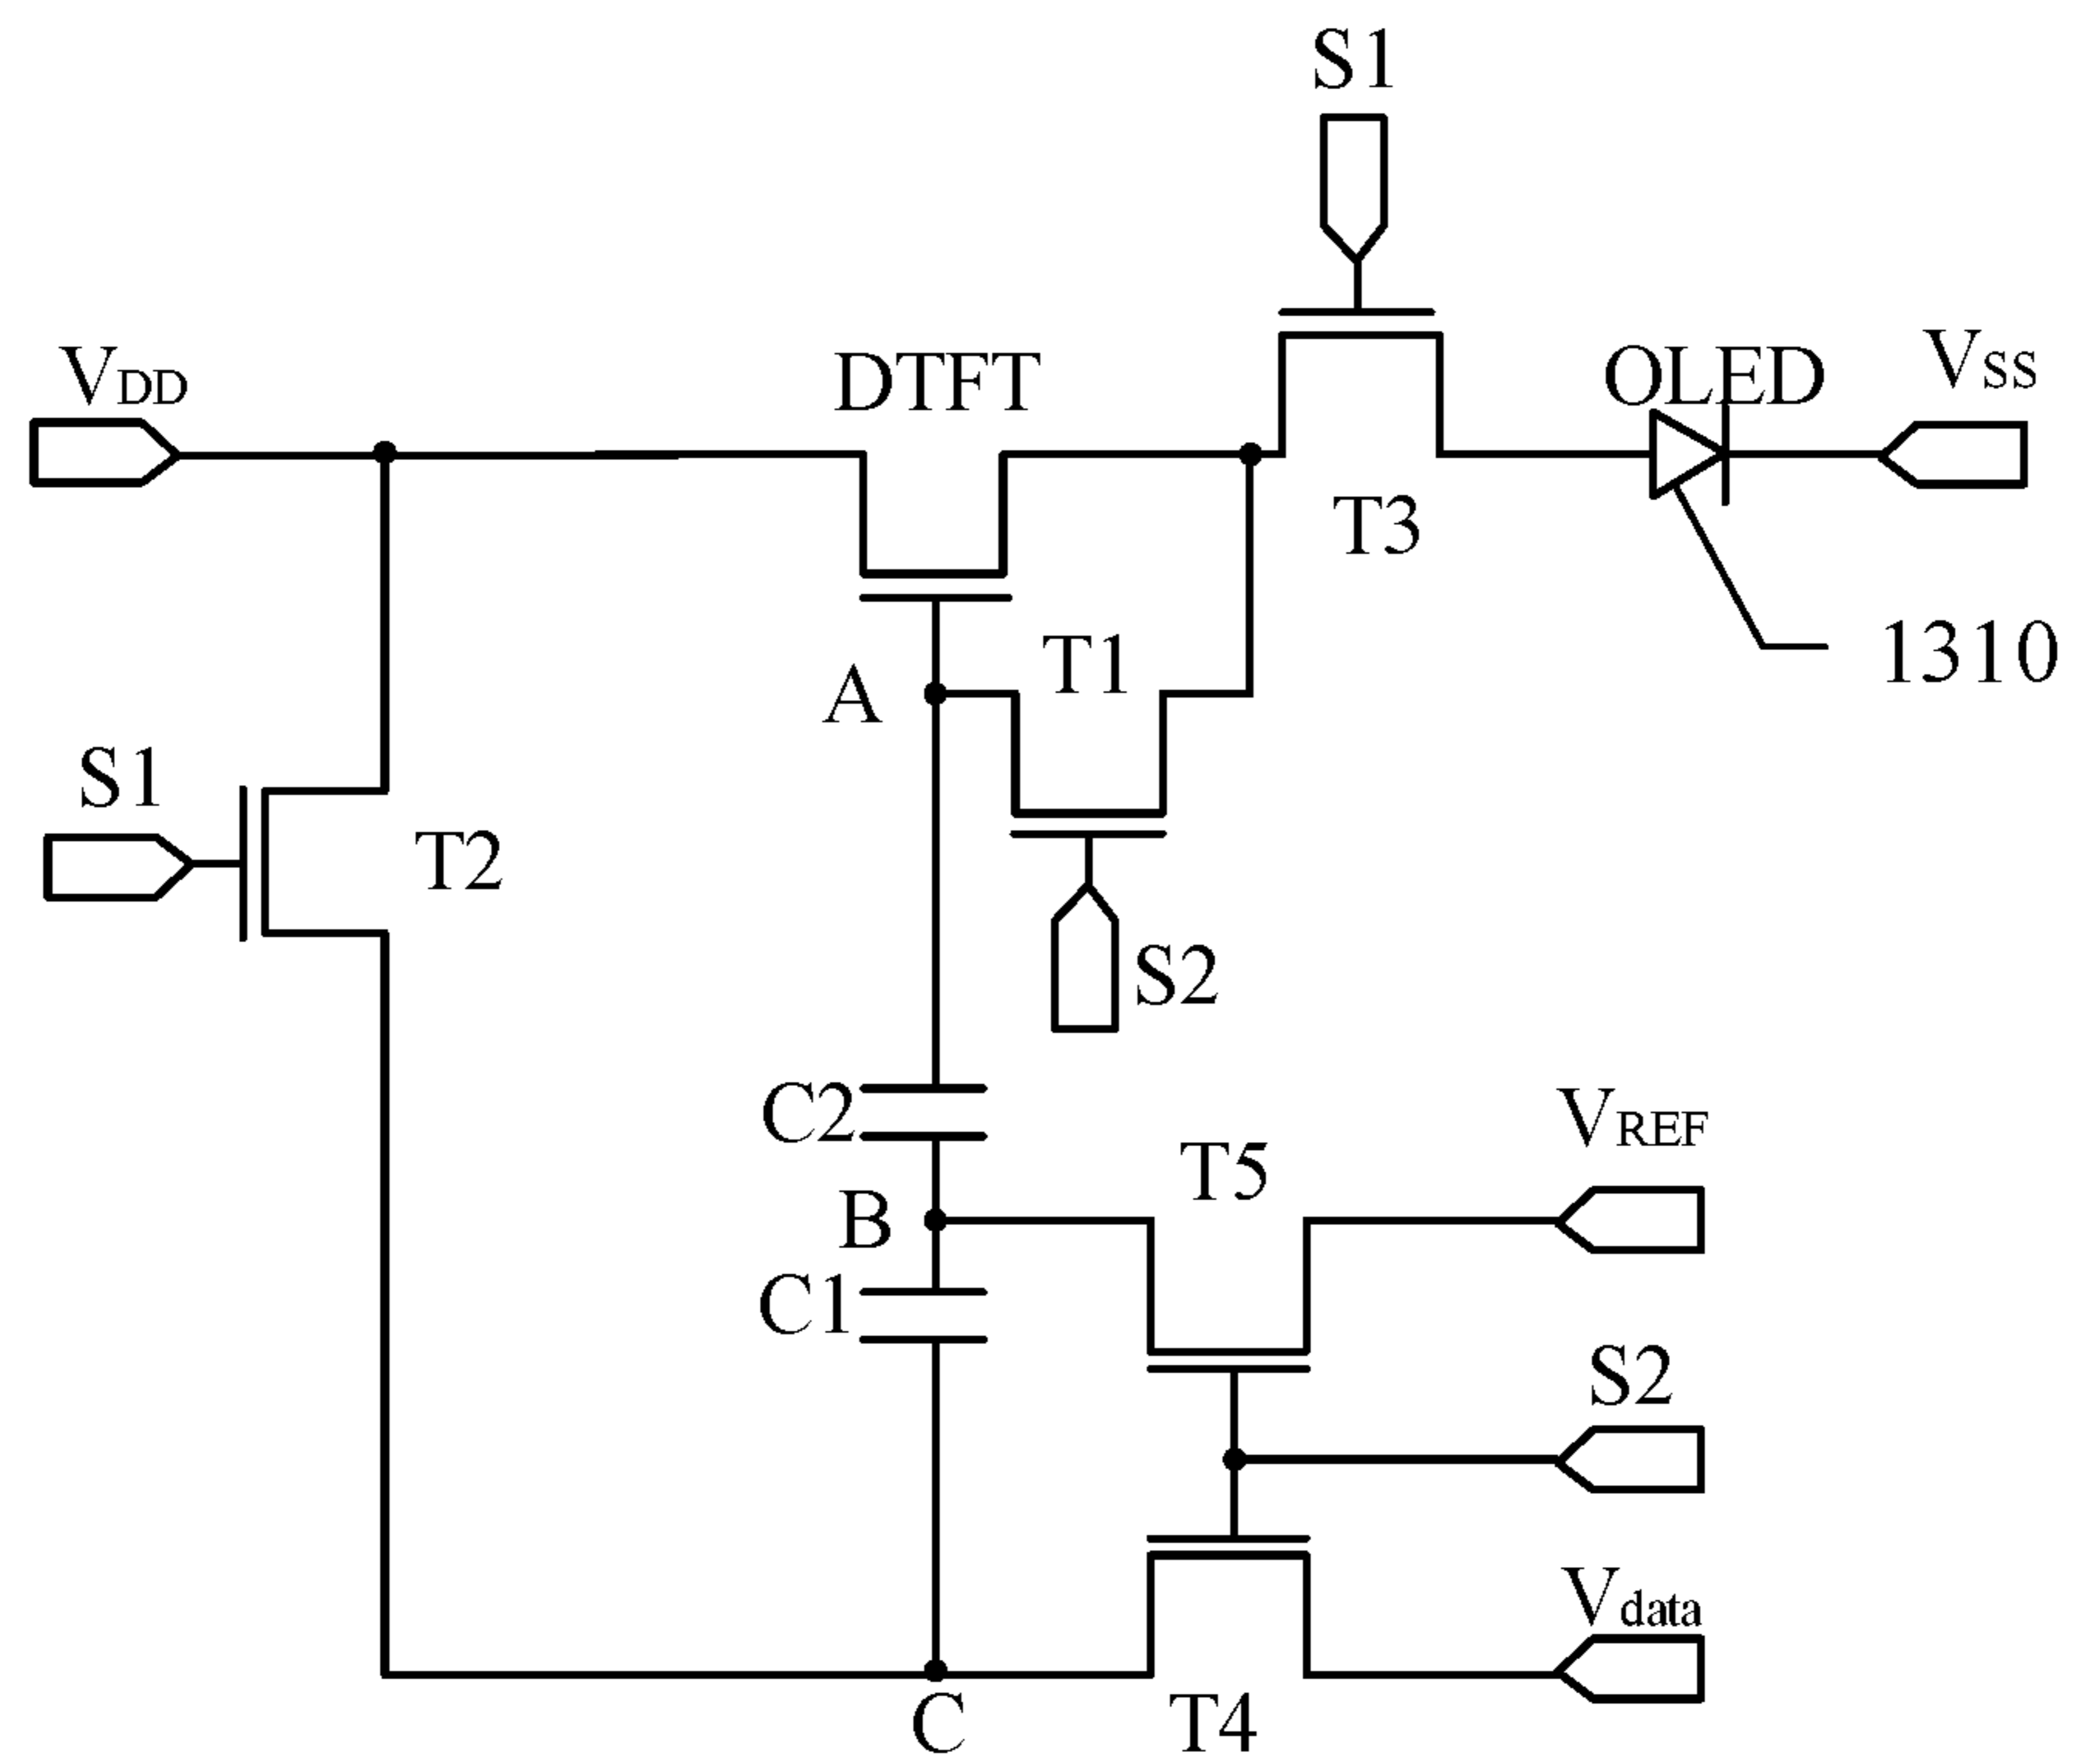 S1
VDD
DTFT
OLED
VSS
T3
T1
A
1310
S1
T2
S2
C2
VREF
T5
B
C1
S2
Vdata
C
T4